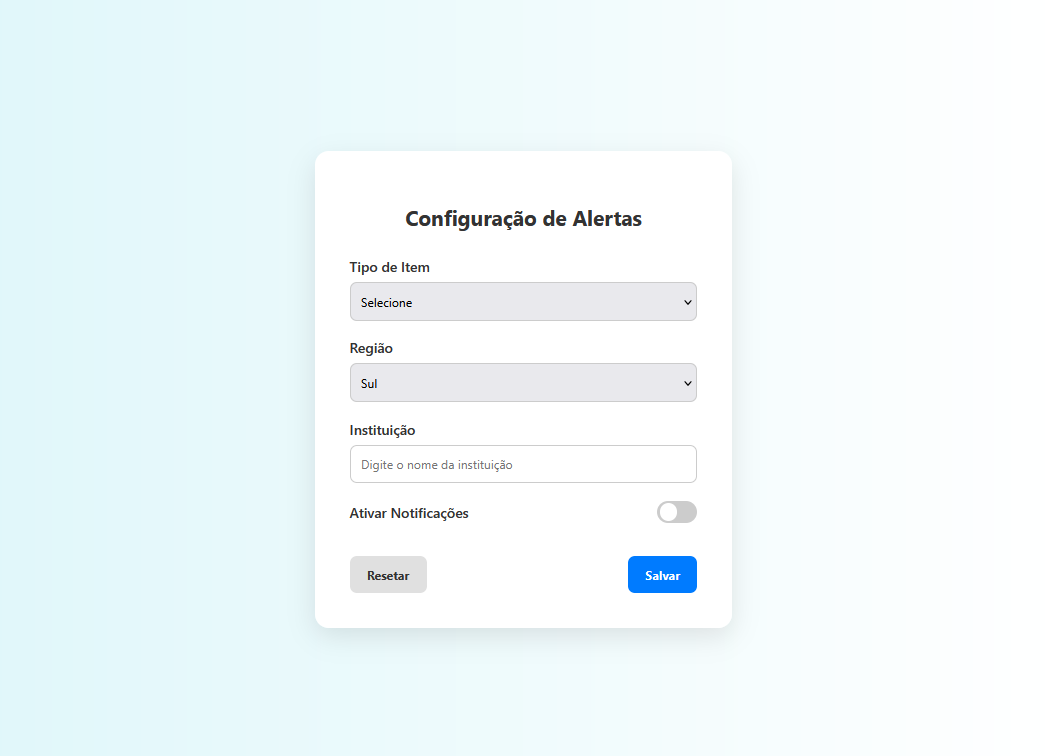 Configuração de Alertas
Tipo de Item
Selecione
Região
Sul
Instituição
Digite o nome da instituição
Ativar Notificações
Resetar
Salvar